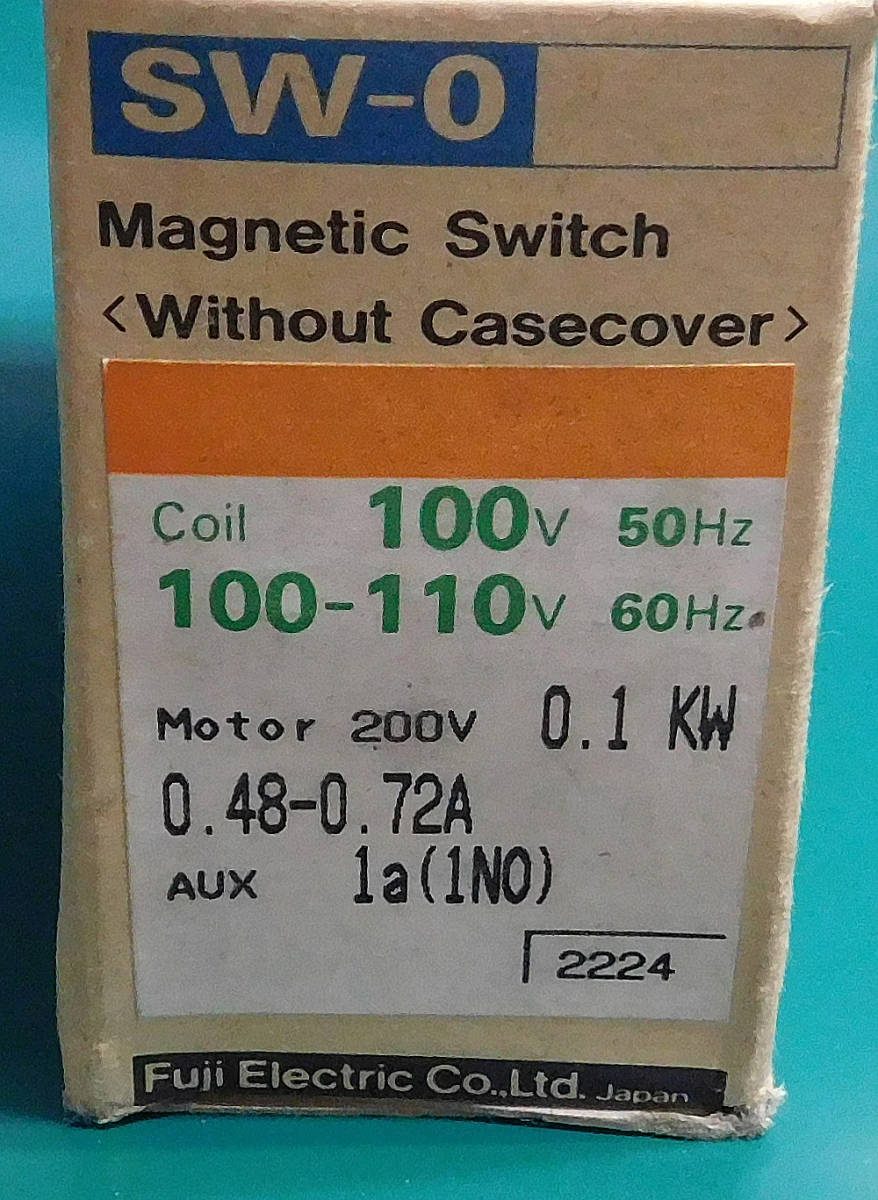 SW-0
Magnetic Switch
<Without Casecover>
Coil 100V 50Hz
100-110V 60Hz
Motor 200V 0.1 KW
0.48-0.72A
AUX 1a(1NO)
2224
Fuji Electric Co.,Ltd. Japan